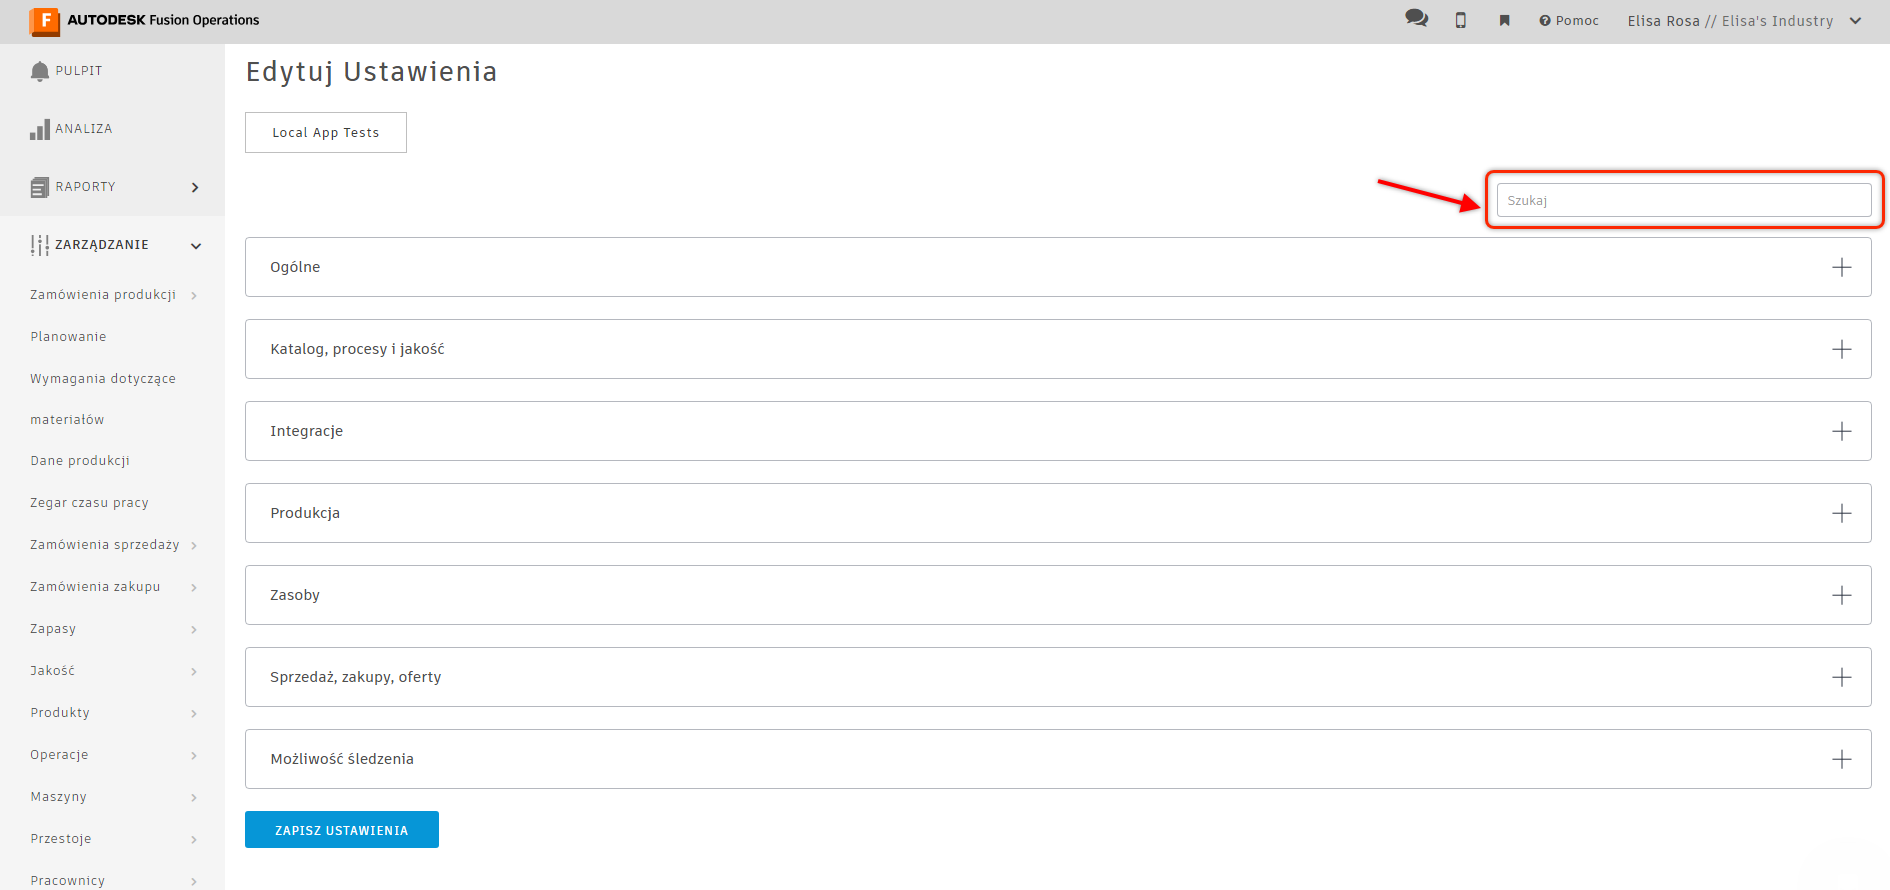 F AUTODESK Fusion Operations
Pomoc
Elisa Rosa // Elisa's Industry
PULPIT
ANALIZA
RAPORTY
ZARZĄDZANIE
Zamówienia produkcji
Planowanie
Wymagania dotyczące
materiałów
Dane produkcji
Zegar czasu pracy
Zamówienia sprzedaży
Zamówienia zakupu
Zapasy
Jakość
Produkty
Operacje
Maszyny
Przestoje
Pracownicy
Edytuj Ustawienia
Local App Tests
Szukaj
Ogólne
Katalog, procesy i jakość
Integracje
Produkcja
Zasoby
Sprzedaż, zakupy, oferty
Możliwość śledzenia
ZAPISZ USTAWIENIA